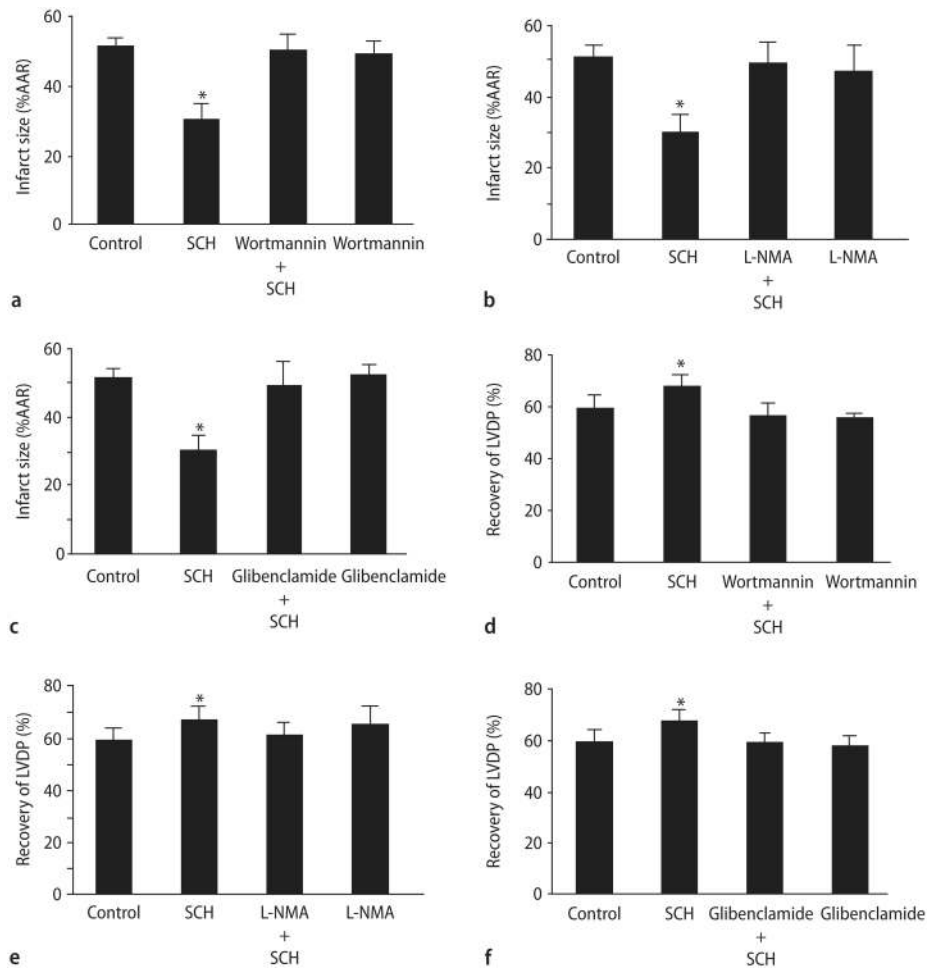 60
40
20
0
Infarct size (%AAR)
*
Control SCH Wortmannin Wortmannin
+
SCH
a
60
40
20
0
Infarct size (%AAR)
*
Control SCH L-NMA L-NMA
+
SCH
b
60
40
20
0
Infarct size (%AAR)
*
Control SCH Glibenclamide Glibenclamide
+
SCH
c
80
60
40
20
0
Recovery of LVDP (%)
*
Control SCH Wortmannin Wortmannin
+
SCH
d
80
60
40
20
0
Recovery of LVDP (%)
*
Control SCH L-NMA L-NMA
+
SCH
e
80
60
40
20
0
Recovery of LVDP (%)
*
Control SCH Glibenclamide Glibenclamide
+
SCH
f